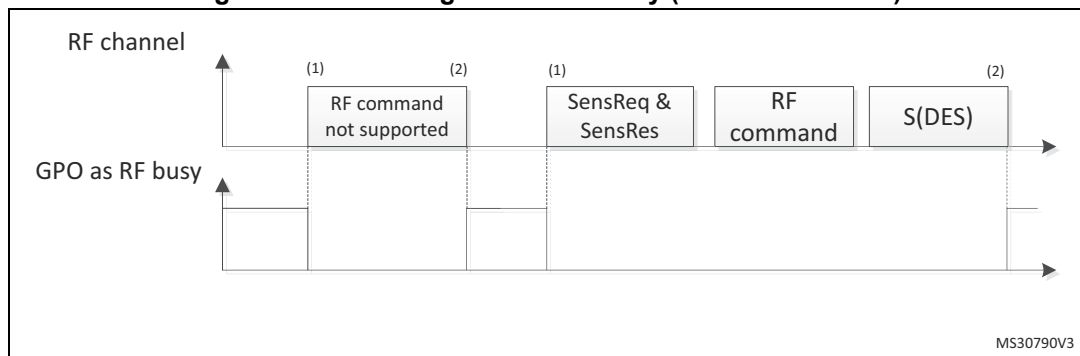 RF channel
(1) (2) (1) (2)
RF command
not supported
SensReq &
SensRes
RF
command
S(DES)
GPO as RF busy
MS30790V3